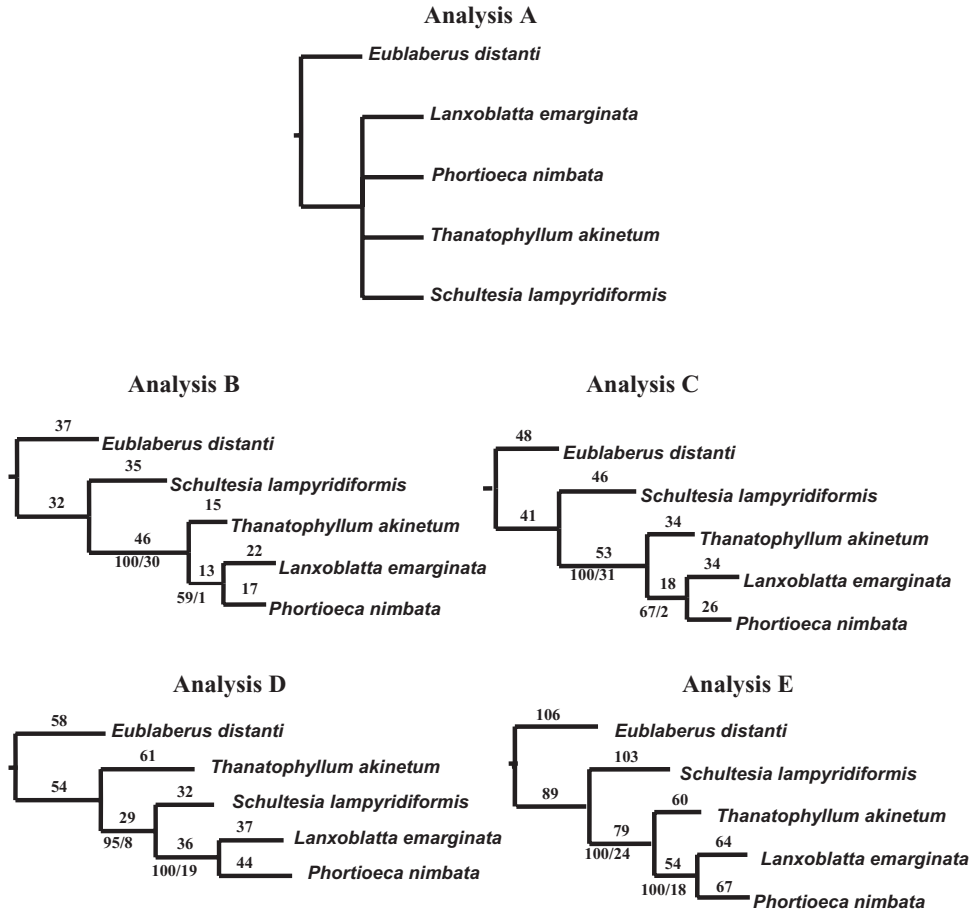 Analysis A
Eublaberus distanti
Lanxoblatta emarginata
Phortioeca nimbata
Thanatophyllum akinetum
Schultesia lampyridiformis
Analysis B
37
Eublaberus distanti
35
Schultesia lampyridiformis
32
15
Thanatophyllum akinetum
46
100/30
22
Lanxoblatta emarginata
13
59/1
17
Phortioeca nimbata
Analysis C
48
Eublaberus distanti
46
Schultesia lampyridiformis
41
34
Thanatophyllum akinetum
53
100/31
34
Lanxoblatta emarginata
18
67/2
26
Phortioeca nimbata
Analysis D
58
Eublaberus distanti
61
Thanatophyllum akinetum
54
32
Schultesia lampyridiformis
29
95/8
37
Lanxoblatta emarginata
36
100/19
44
Phortioeca nimbata
Analysis E
106
Eublaberus distanti
103
Schultesia lampyridiformis
89
60
Thanatophyllum akinetum
79
100/24
64
Lanxoblatta emarginata
54
100/18
67
Phortioeca nimbata